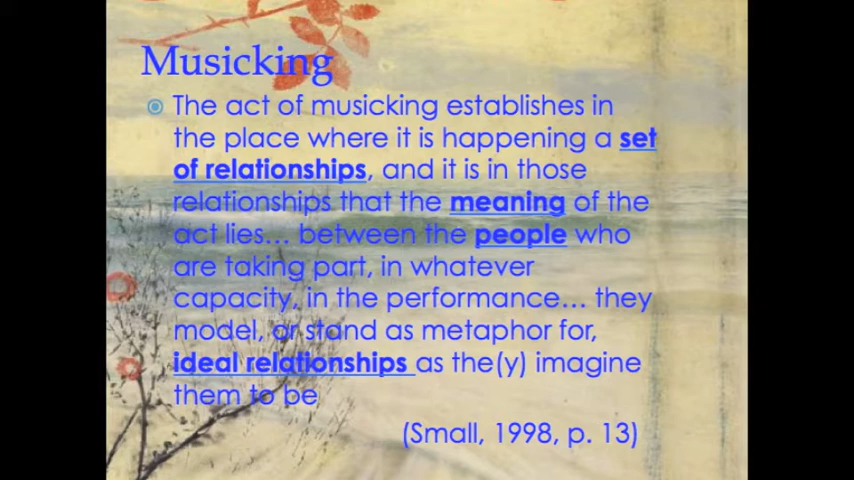 Musicking
The act of musicking establishes in
the place where it is happening a set
of relationships, and it is in those
relationships that the meaning of the
act lies… between the people who
are taking part, in whatever
capacity, in the performance… they
model, or stand as metaphor for,
ideal relationships as the(y) imagine
them to be
(Small, 1998, p. 13)